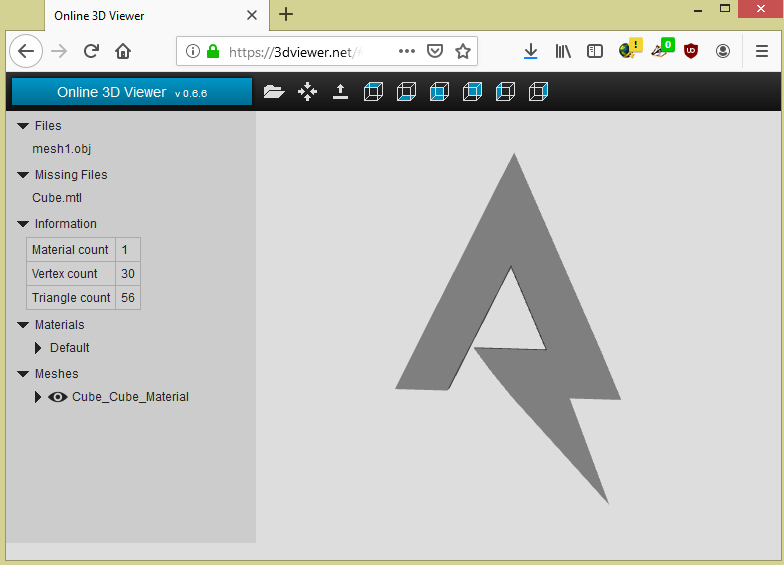 Online 3D Viewer
https://3dviewer.net/
!
0
Online 3D Viewer v 0.6.6
Files
mesh1.obj
Missing Files
Cube.mtl
Information
Material count 1
Vertex count 30
Triangle count 56
Materials
Default
Meshes
Cube_Cube_Material